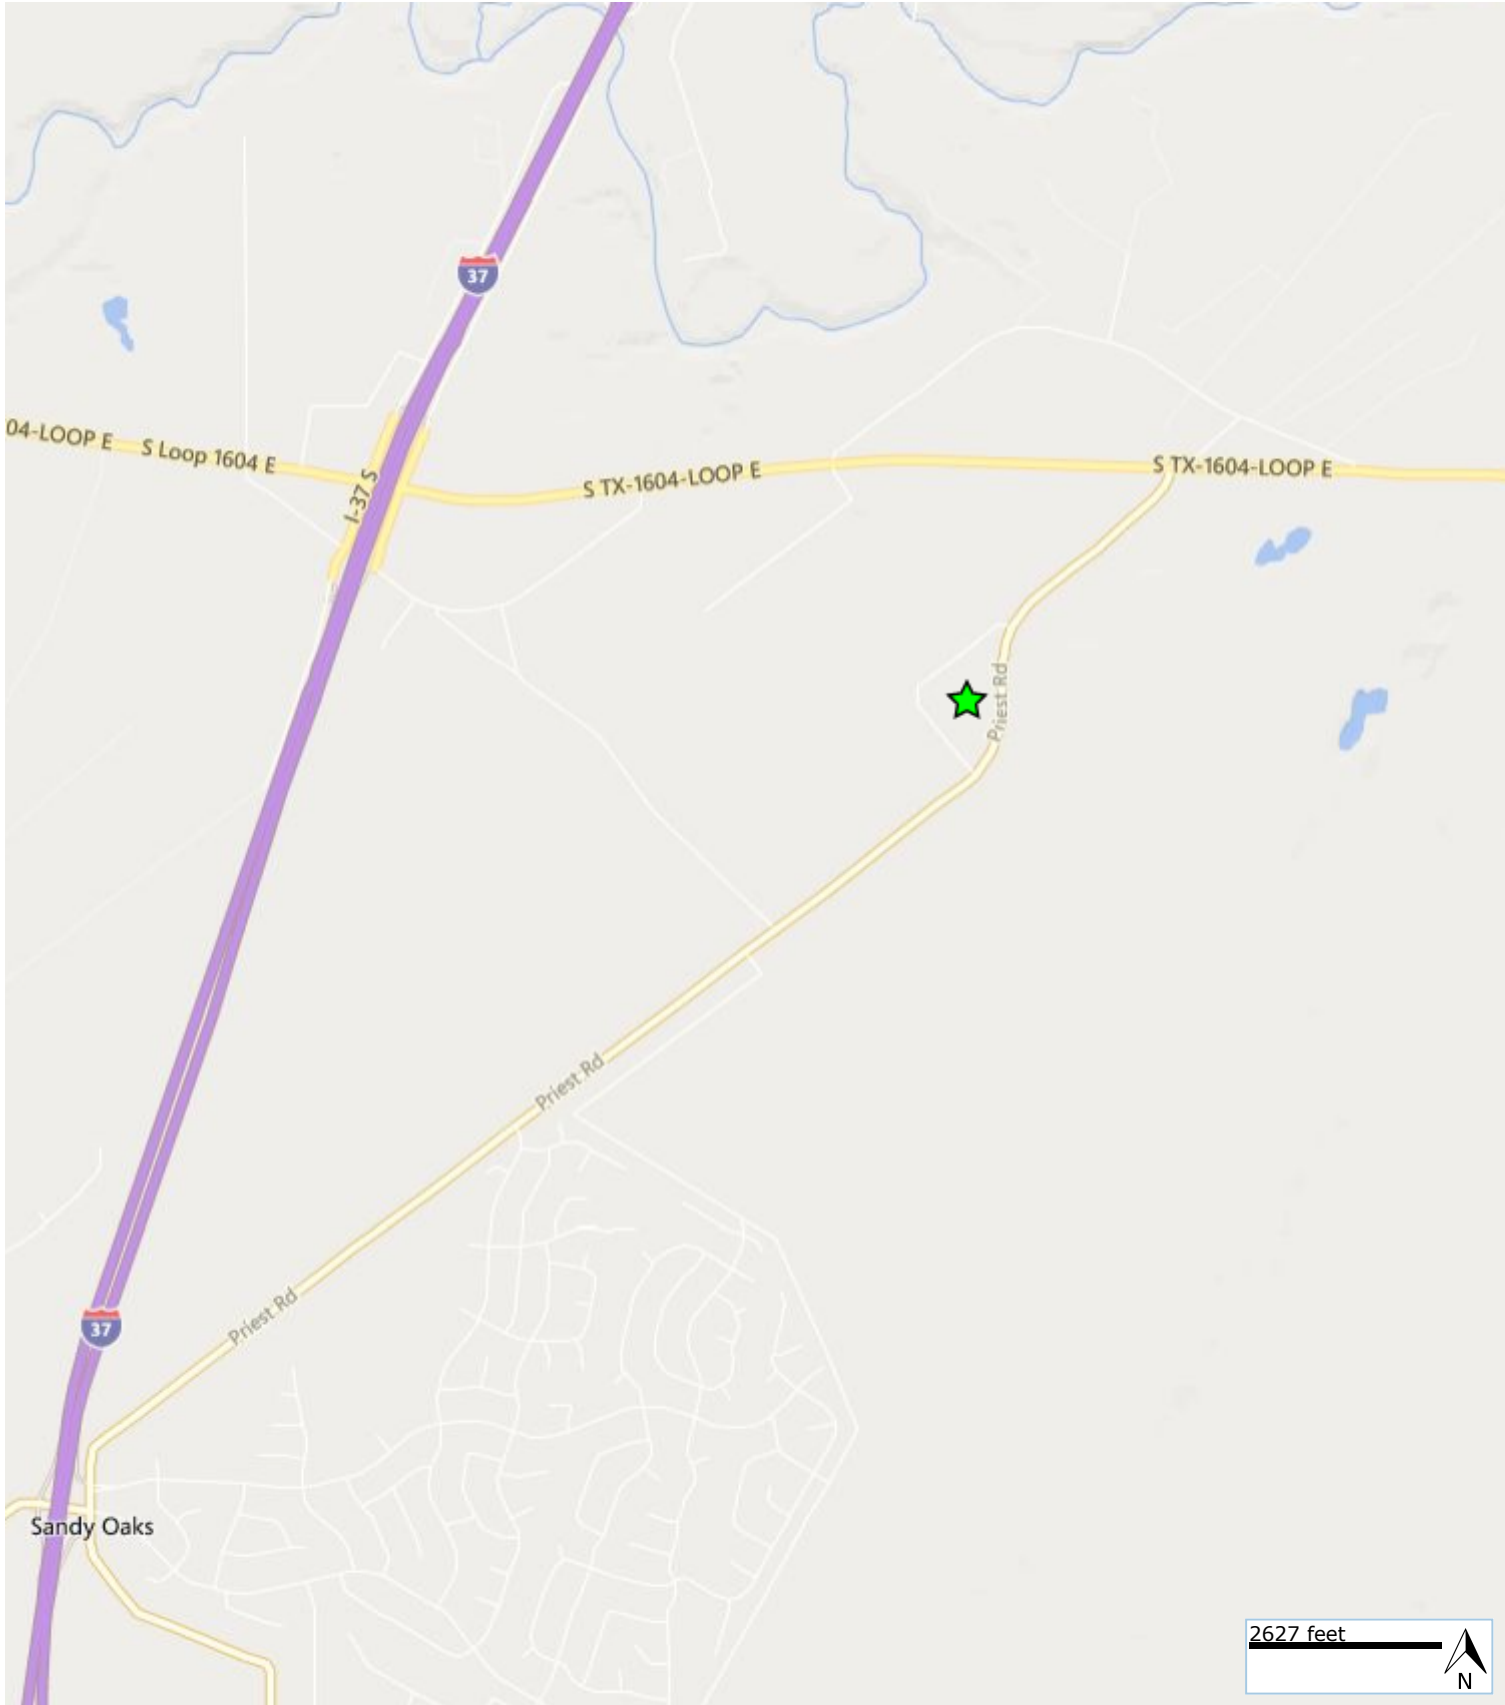 37
04-LOOP E
S Loop 1604 E
I-37 S
S TX-1604-LOOP E
S TX-1604-LOOP E
Priest Rd
Priest Rd
Priest Rd
37
Sandy Oaks
2627 feet
N